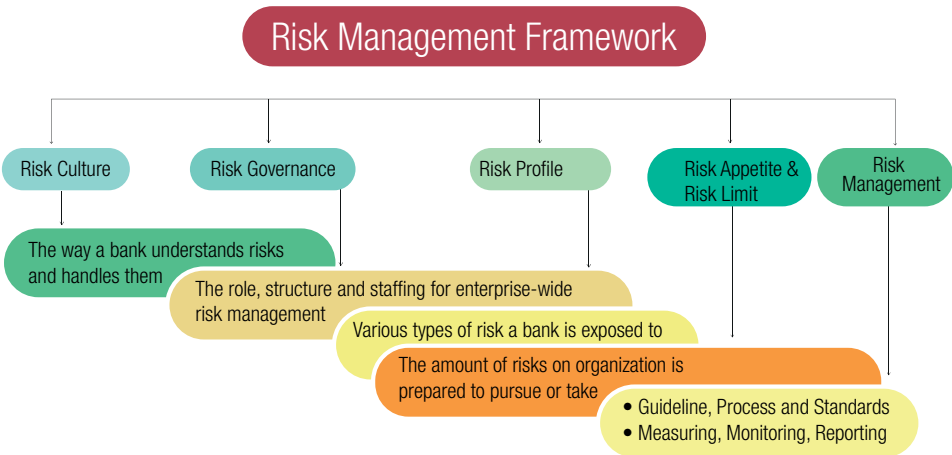 Risk Management Framework
Risk Culture
Risk Governance
Risk Profile
Risk Appetite &
Risk Limit
Risk
Management
The way a bank understands risks
and handles them
The role, structure and staffing for enterprise-wide
risk management
Various types of risk a bank is exposed to
The amount of risks on organization is
prepared to pursue or take
• Guideline, Process and Standards
• Measuring, Monitoring, Reporting